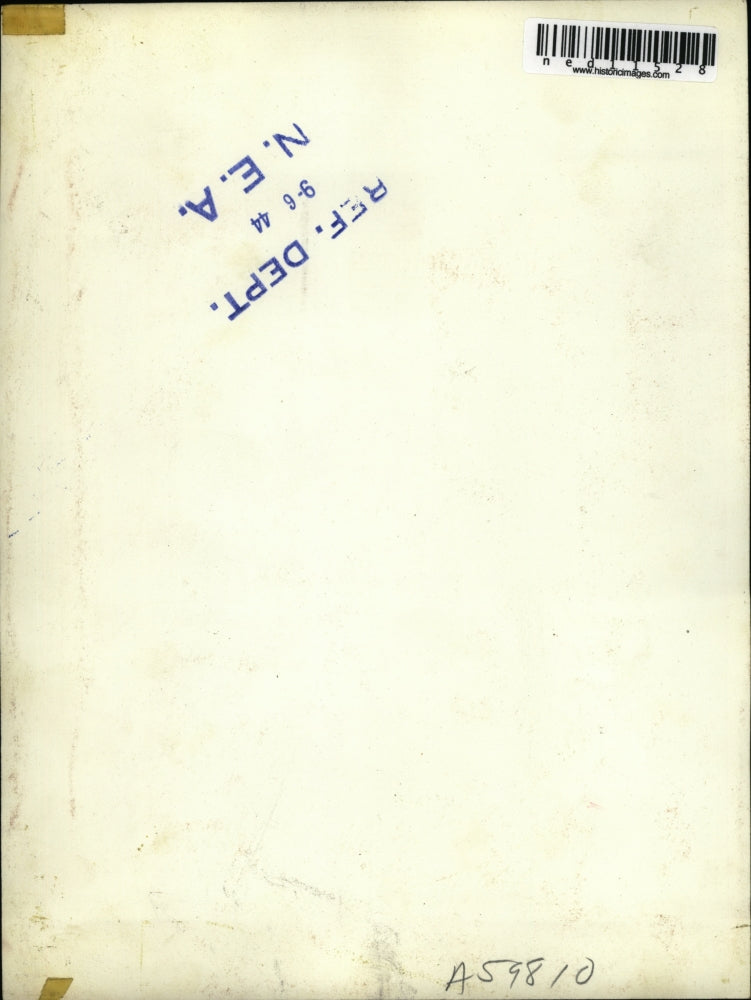 ned11528
www.historicimages.com
N.E.A.
9-6 44
REF. DEPT.
A59810